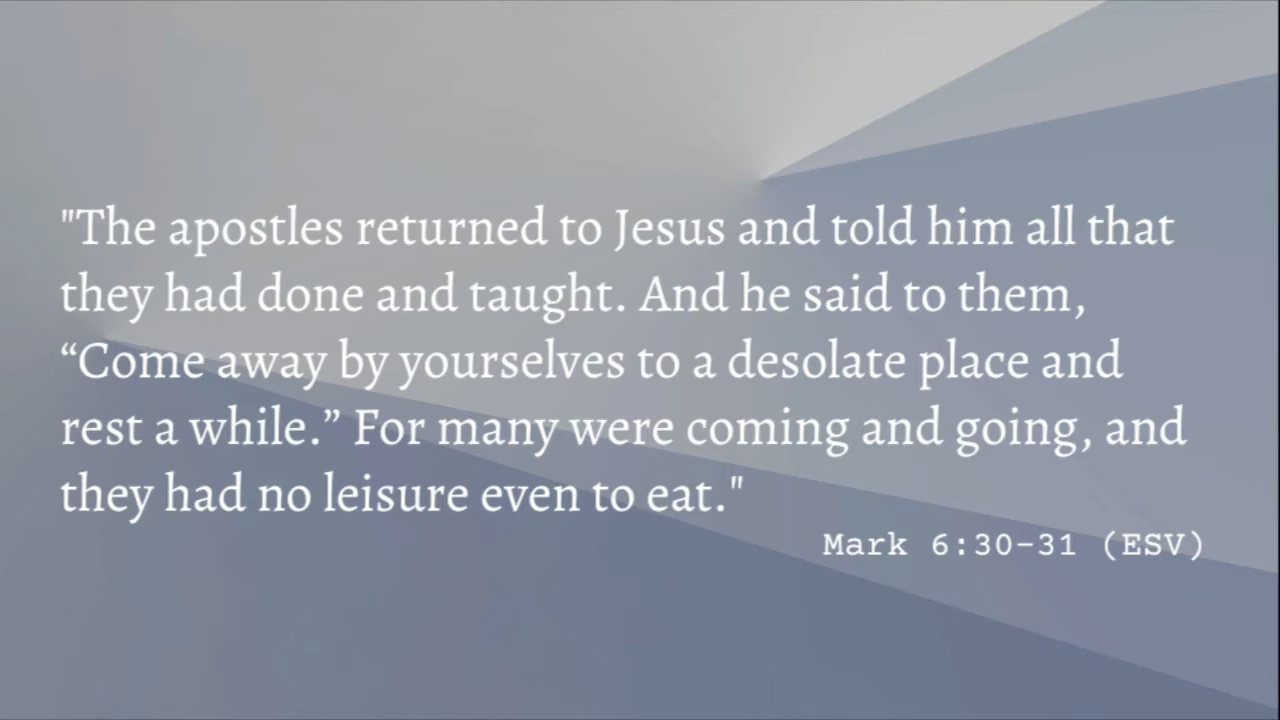 "The apostles returned to Jesus and told him all that
they had done and taught. And he said to them,
“Come away by yourselves to a desolate place and
rest a while.” For many were coming and going, and
they had no leisure even to eat."
Mark 6:30-31 (ESV)